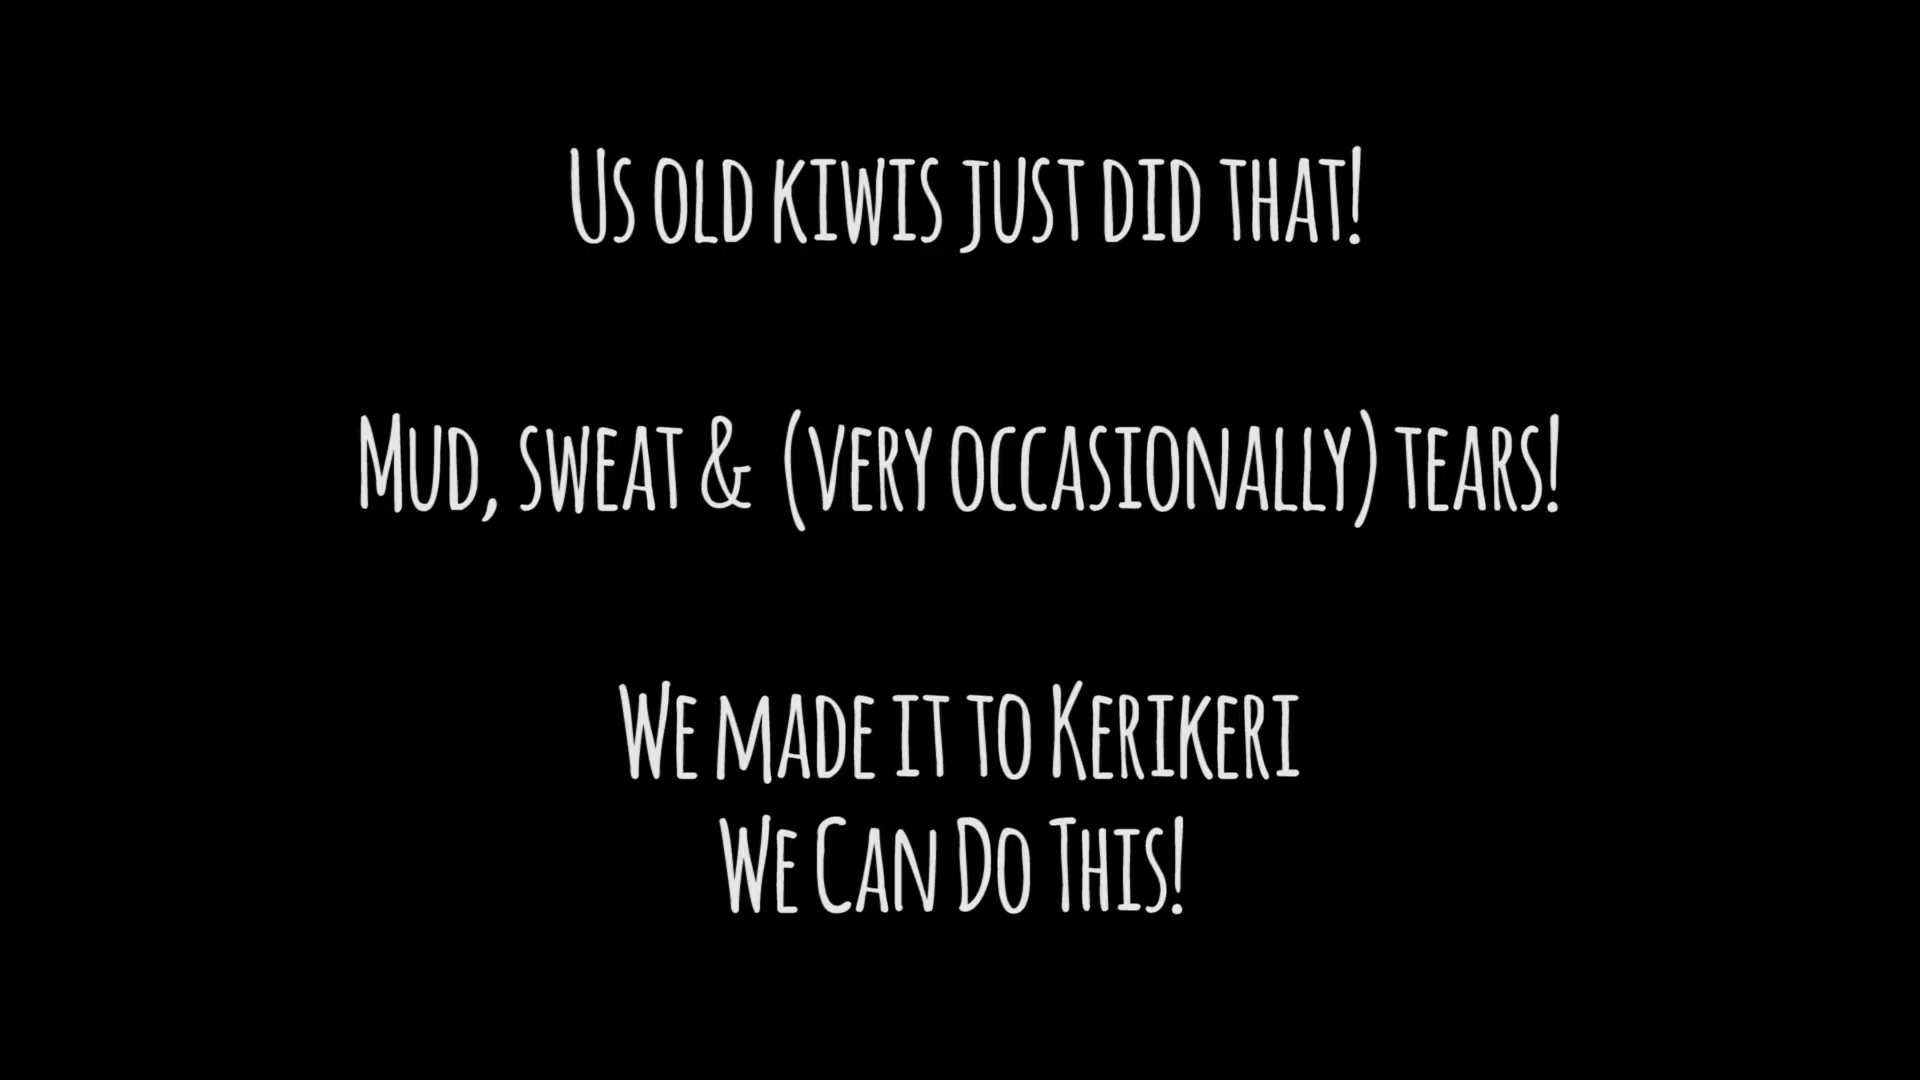 Us old kiwis just did that!
Mud, sweat & (very occasionally) tears!
We made it to Kerikeri
We Can Do This!